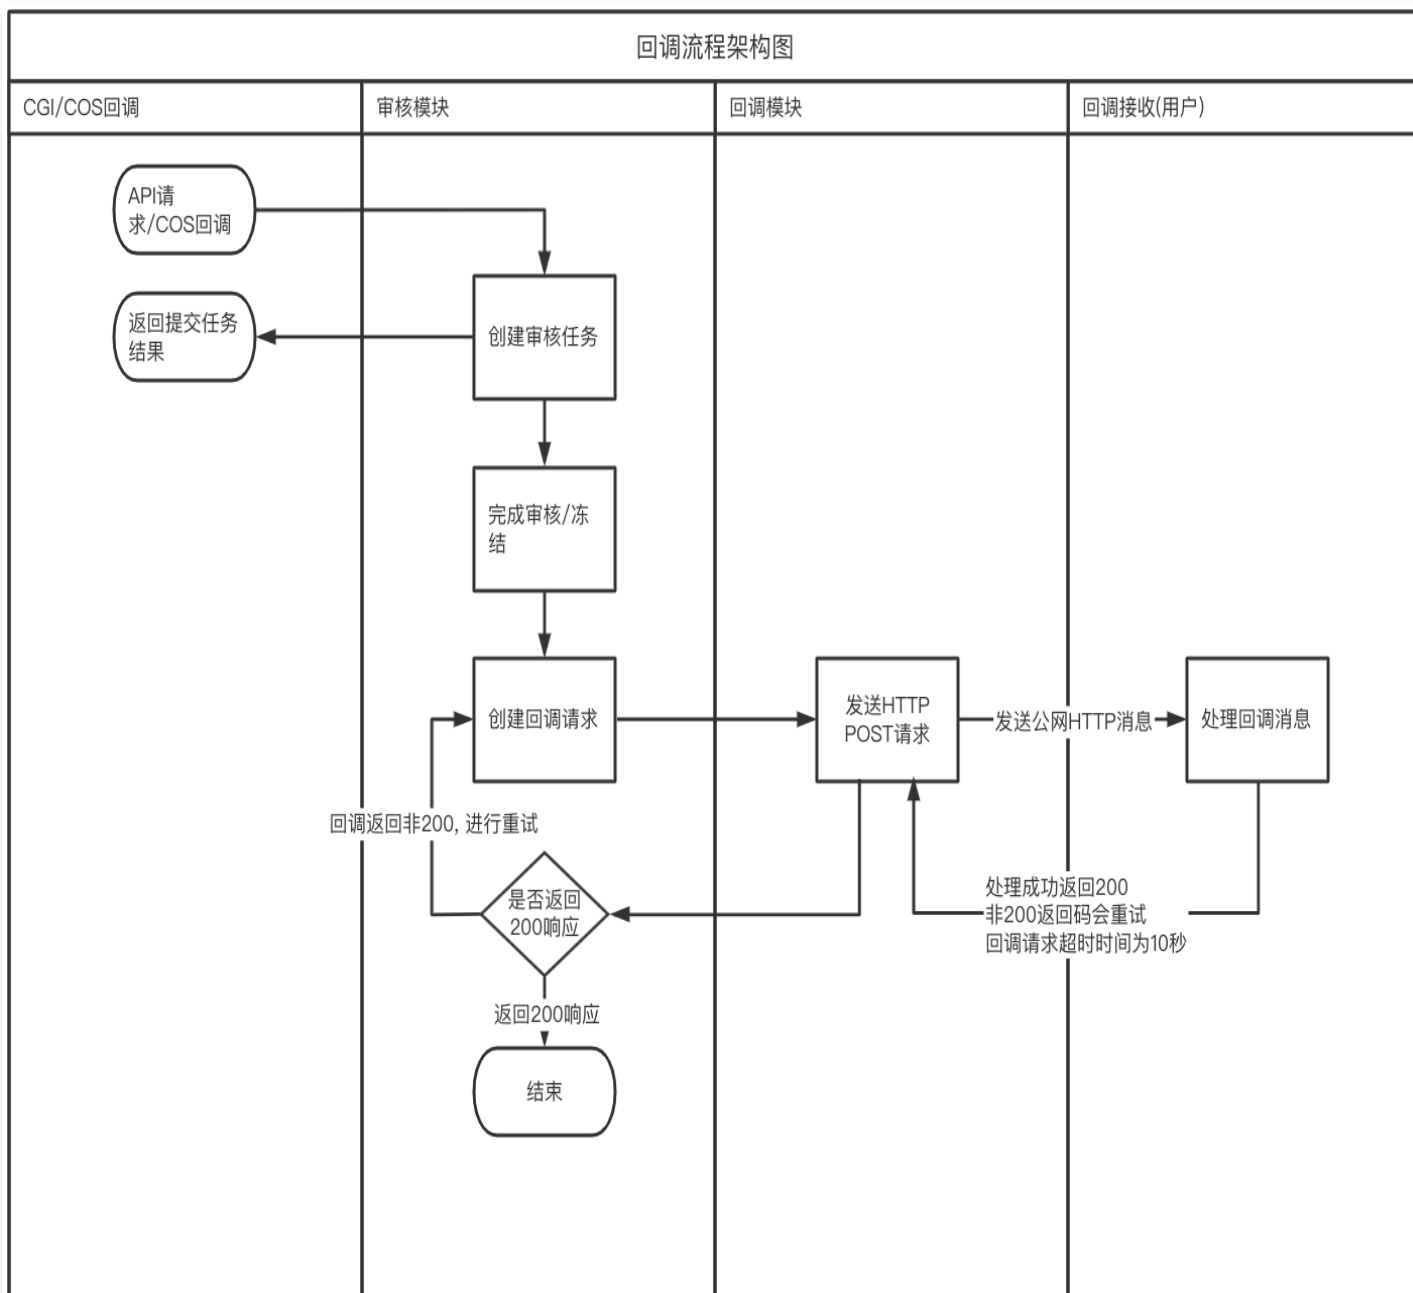 回调流程架构图
CGI/COS回调
审核模块
回调模块
回调接收(用户)
API请
求/COS回调
返回提交任务
结果
创建审核任务
完成审核/冻
结
创建回调请求
发送HTTP
POST请求
发送公网HTTP消息
处理回调消息
回调返回非200, 进行重试
是否返回
200响应
处理成功返回200
非200返回码会重试
回调请求超时时间为10秒
返回200响应
结束